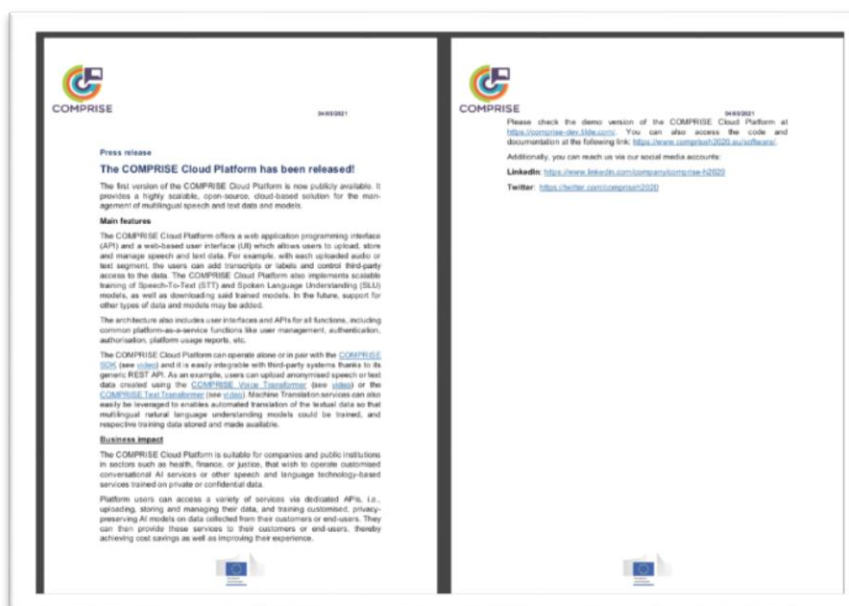 COMPRISE
04/03/2021
Press release
The COMPRISE Cloud Platform has been released!
The first version of the COMPRISE Cloud Platform is now publicly available. It
provides a highly scalable, open-source, cloud-based solution for the man-
agement of multilingual speech and text data and models.
Main features
The COMPRISE Cloud Platform offers a web application programming interface
(API) and a web-based user interface (UI) which allows users to upload, store
and manage speech and text data. For example, with each uploaded audio or
text segment, the users can add transcripts or labels and control third-party
access to the data. The COMPRISE Cloud Platform also implements scalable
training of Speech-To-Text (STT) and Spoken Language Understanding (SLU)
models, as well as downloading said trained models. In the future, support for
other types of data and models may be added.
The architecture also includes user interfaces and APIs for all functions, including
common platform-as-a-service functions like user management, authentication,
authorisation, platform usage reports, etc.
The COMPRISE Cloud Platform can operate alone or in pair with the COMPRISE
SDK (see video) and it is easily integrable with third-party systems thanks to its
generic REST API. As an example, users can upload anonymised speech or text
data created using the COMPRISE Voice Transformer (see video) or the
COMPRISE Text Transformer (see video). Machine Translation services can also
easily be leveraged to enables automated translation of the textual data so that
multilingual natural language understanding models could be trained, and
respective training data stored and made available.
Business impact
The COMPRISE Cloud Platform is suitable for companies and public institutions
in sectors such as health, finance, or justice, that wish to operate customised
conversational AI services or other speech and language technology-based
services trained on private or confidential data.
Platform users can access a variety of services via dedicated APIs, i.e.,
uploading, storing and managing their data, and training customised, privacy-
preserving AI models on data collected from their customers or end-users. They
can then provide these services to their customers or end-users, thereby
achieving cost savings as well as improving their experience.
COMPRISE
04/03/2021
Please check the demo version of the COMPRISE Cloud Platform at
https://comprise-dev.tilde.com/. You can also access the code and
documentation at the following link: https://www.compriseh2020.eu/software/.
Additionally, you can reach us via our social media accounts:
LinkedIn: https://www.linkedin.com/company/comprise-h2020
Twitter: https://twitter.com/compriseh2020